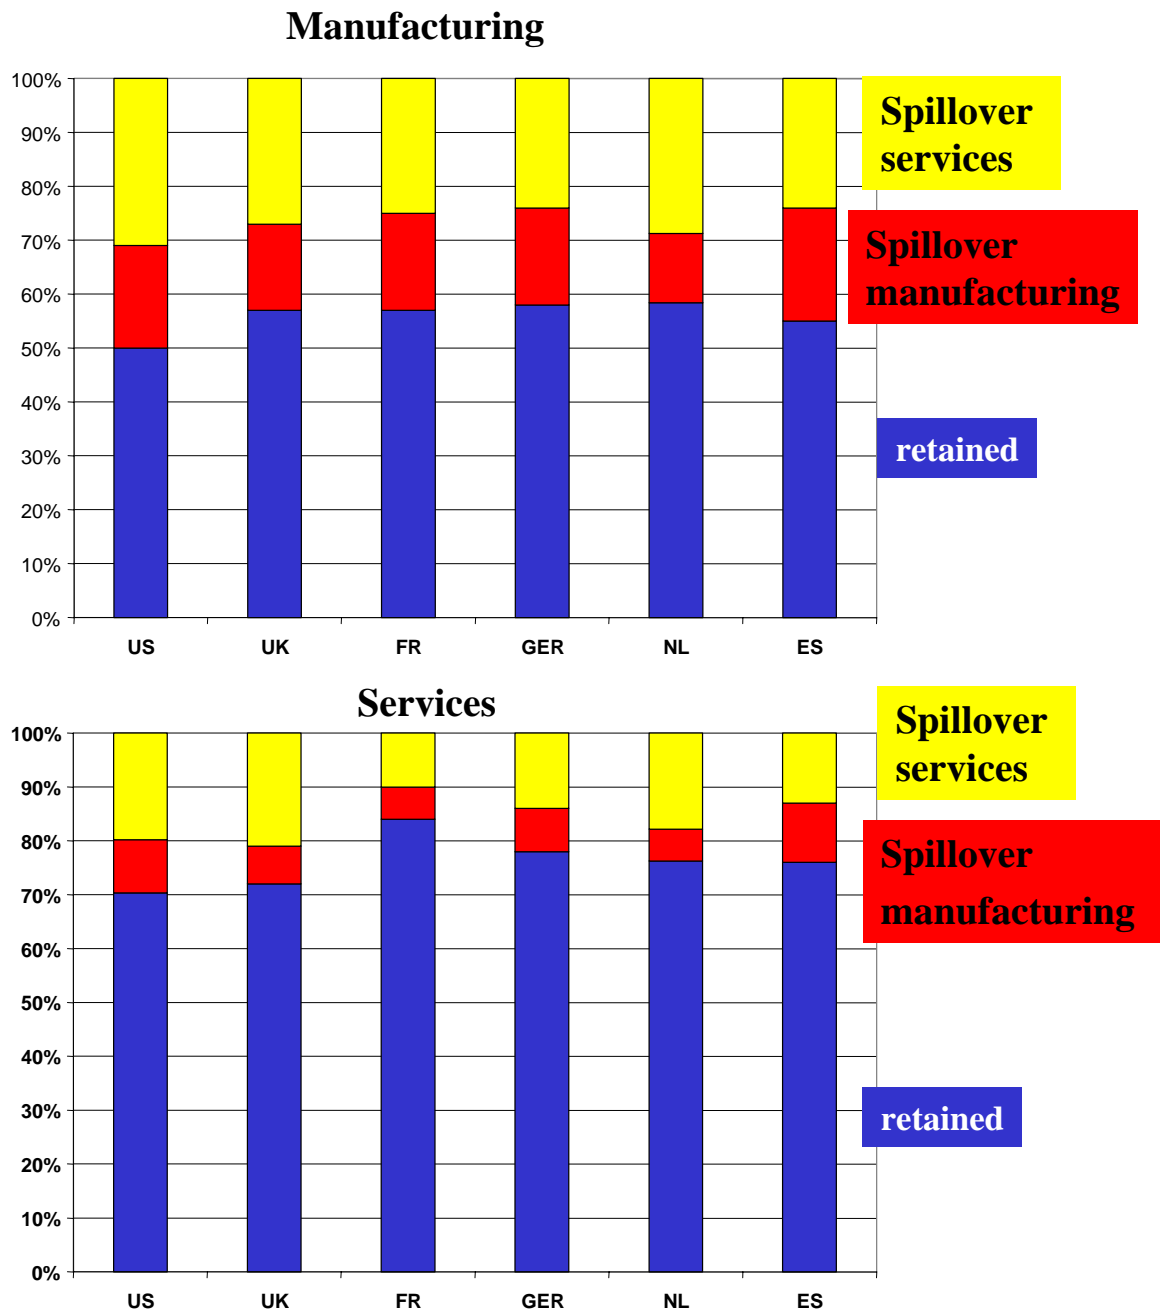 Manufacturing
100%
90%
80%
70%
60%
50%
40%
30%
20%
10%
0%
US UK FR GER NL ES
Spillover
services
Spillover
manufacturing
retained
Services
100%
90%
80%
70%
60%
50%
40%
30%
20%
10%
0%
US UK FR GER NL ES
Spillover
services
Spillover
manufacturing
retained